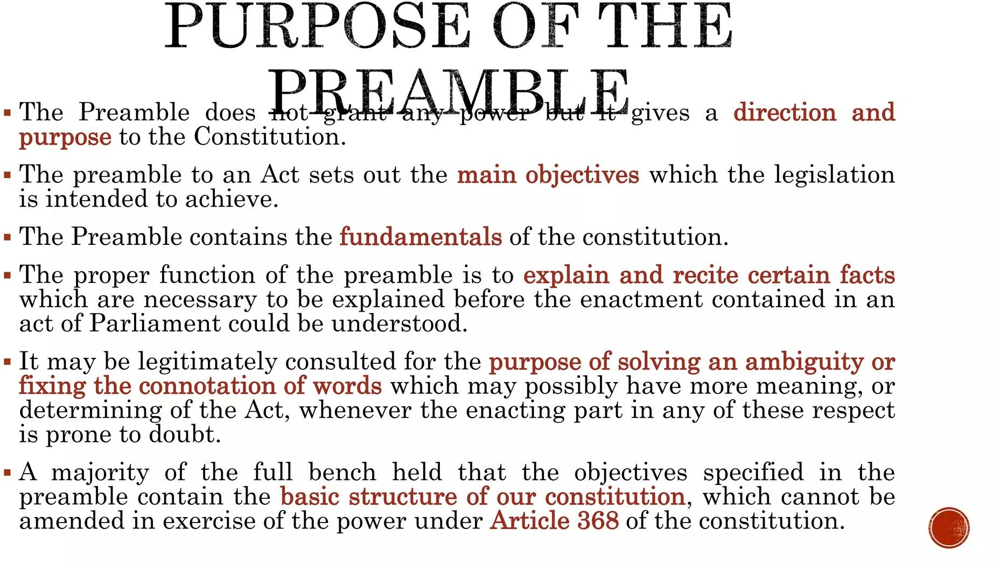 PURPOSE OF THE
PREAMBLE
▪ The Preamble does not grant any power but it gives a direction and
purpose to the Constitution.
▪ The preamble to an Act sets out the main objectives which the legislation
is intended to achieve.
▪ The Preamble contains the fundamentals of the constitution.
▪ The proper function of the preamble is to explain and recite certain facts
which are necessary to be explained before the enactment contained in an
act of Parliament could be understood.
▪ It may be legitimately consulted for the purpose of solving an ambiguity or
fixing the connotation of words which may possibly have more meaning, or
determining of the Act, whenever the enacting part in any of these respect
is prone to doubt.
▪ A majority of the full bench held that the objectives specified in the
preamble contain the basic structure of our constitution, which cannot be
amended in exercise of the power under Article 368 of the constitution.